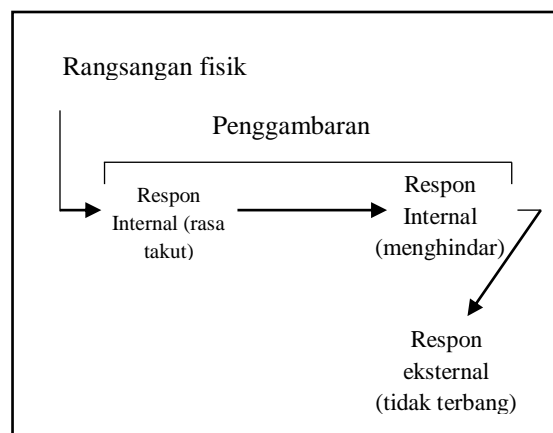 Rangsangan fisik
Penggambaran
Respon
Internal (rasa
takut)
Respon
Internal
(menghindar)
Respon
eksternal
(tidak terbang)